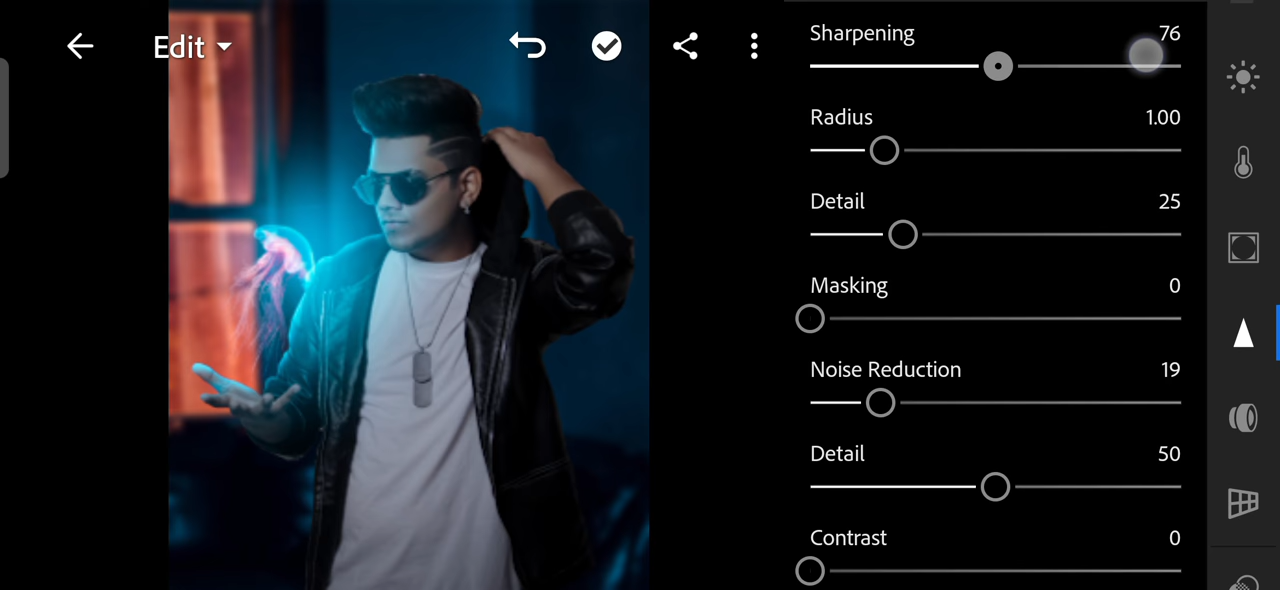 Edit
Sharpening 76
Radius 1.00
Detail 25
Masking 0
Noise Reduction 19
Detail 50
Contrast 0